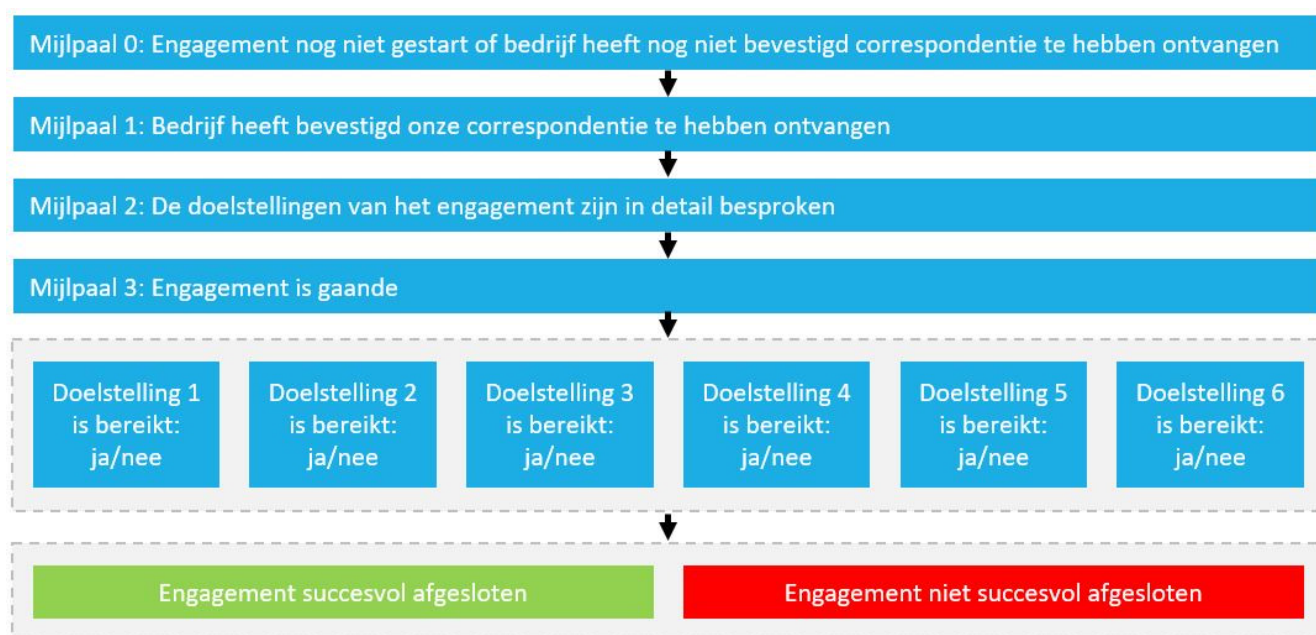 Mijlpaal 0: Engagement nog niet gestart of bedrijf heeft nog niet bevestigd correspondentie te hebben ontvangen
Mijlpaal 1: Bedrijf heeft bevestigd onze correspondentie te hebben ontvangen
Mijlpaal 2: De doelstellingen van het engagement zijn in detail besproken
Mijlpaal 3: Engagement is gaande
Doelstelling 1
is bereikt:
ja/nee
Doelstelling 2
is bereikt:
ja/nee
Doelstelling 3
is bereikt:
ja/nee
Doelstelling 4
is bereikt:
ja/nee
Doelstelling 5
is bereikt:
ja/nee
Doelstelling 6
is bereikt:
ja/nee
Engagement succesvol afgesloten
Engagement niet succesvol afgesloten